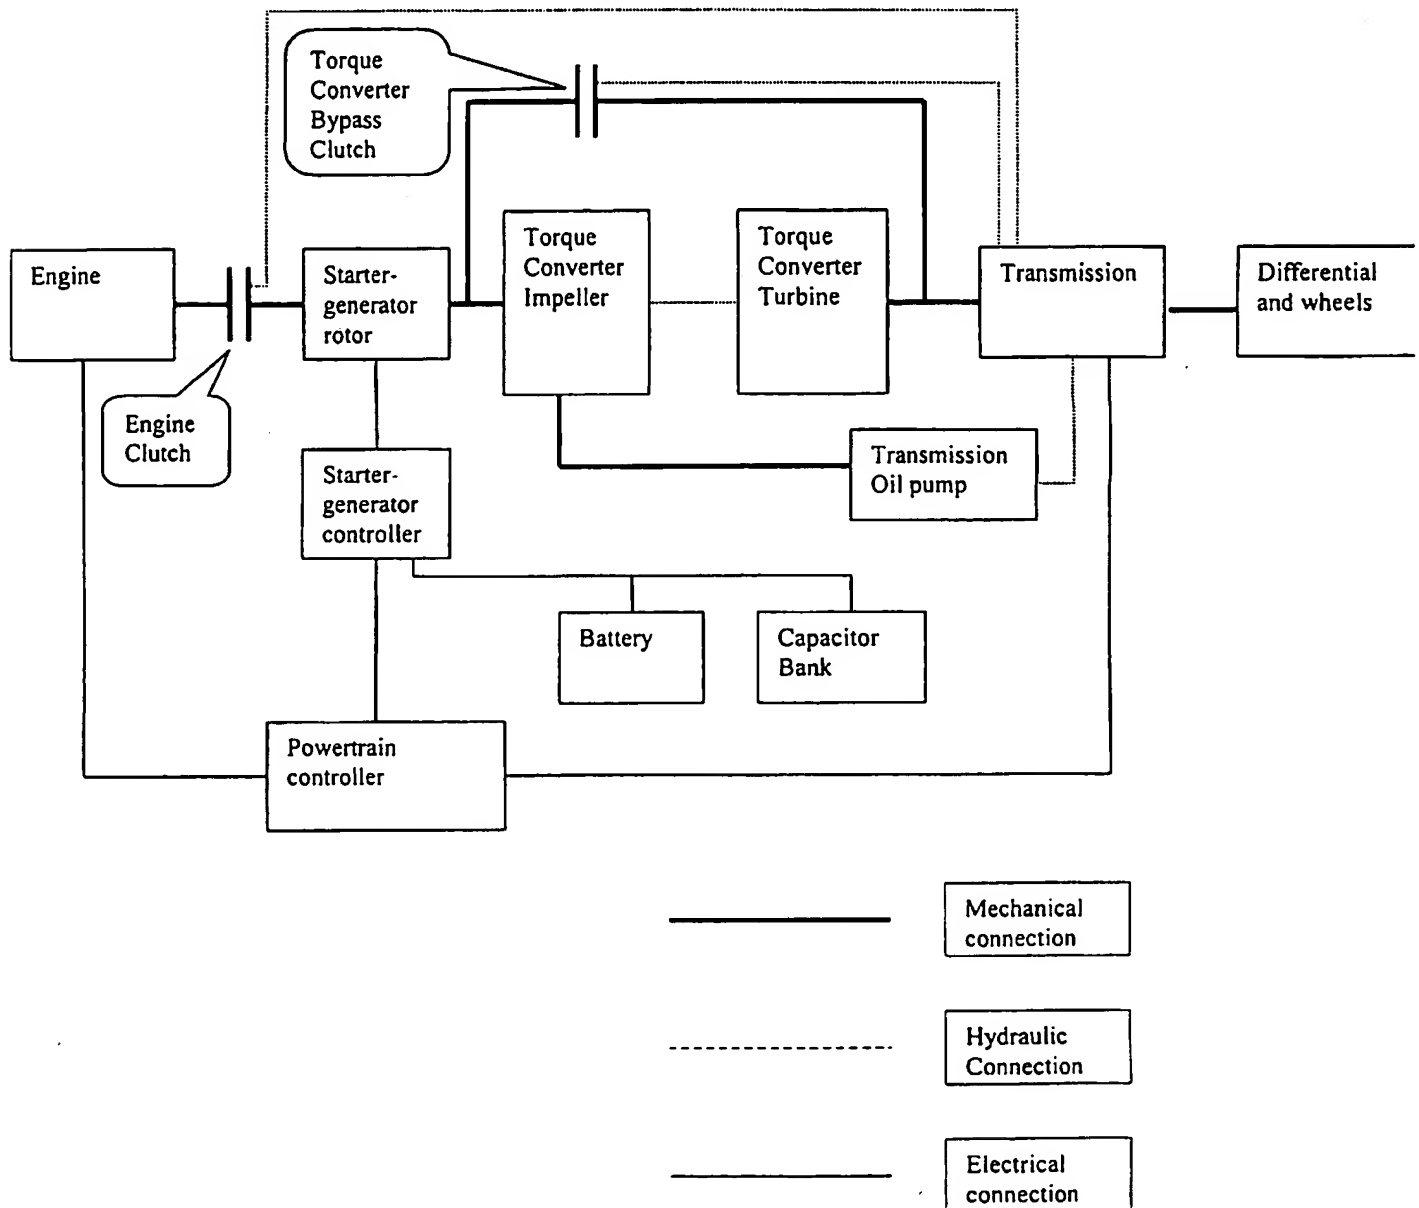 Torque
Converter
Bypass
Clutch
Engine
Starter-
generator
rotor
Torque
Converter
Impeller
Torque
Converter
Turbine
Transmission
Differential
and wheels
Engine
Clutch
Starter-
generator
controller
Transmission
Oil pump
Battery
Capacitor
Bank
Powertrain
controller
Mechanical
connection
Hydraulic
Connection
Electrical
connection